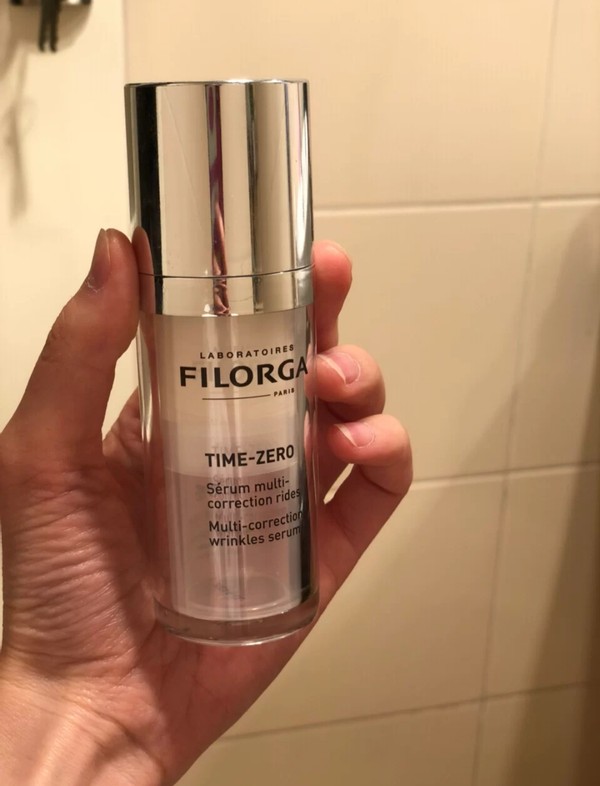 LABORATOIRES
FILORGA
PARIS
TIME-ZERO
Sérum multi-
correction rides
Multi-correction
wrinkles serum